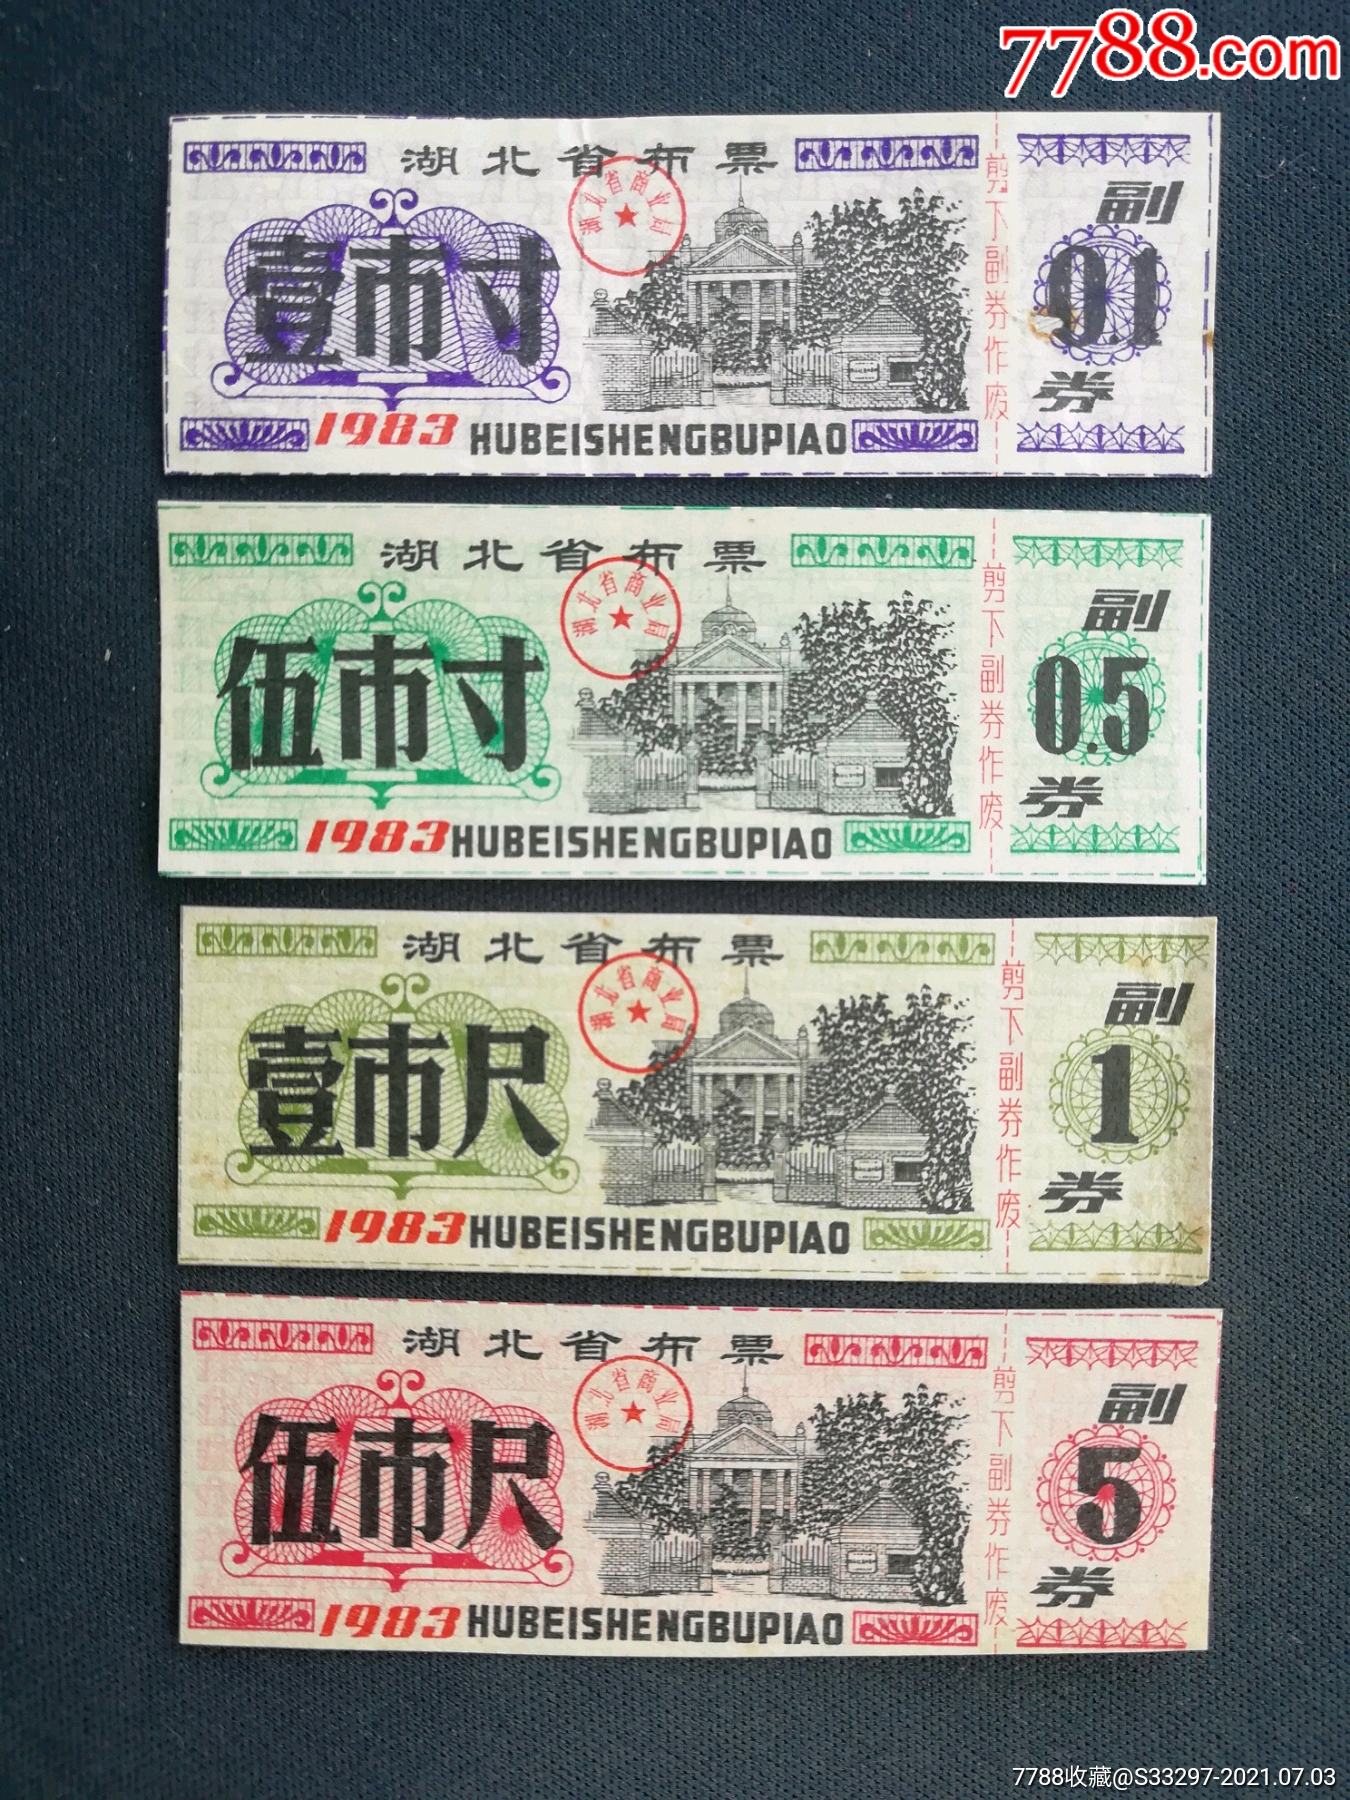 7788.com
湖北省布票
湖北省商业局
壹市寸
1983 HUBEISHENGBUPIAO
剪下副券作废
副
0.1
券
湖北省布票
湖北省商业局
伍市寸
1983 HUBEISHENGBUPIAO
剪下副券作废
副
0.5
券
湖北省布票
湖北省商业局
壹市尺
1983 HUBEISHENGBUPIAO
剪下副券作废
副
1
券
湖北省布票
湖北省商业局
伍市尺
1983 HUBEISHENGBUPIAO
剪下副券作废
副
5
券
7788收藏@S33297-2021.07.03